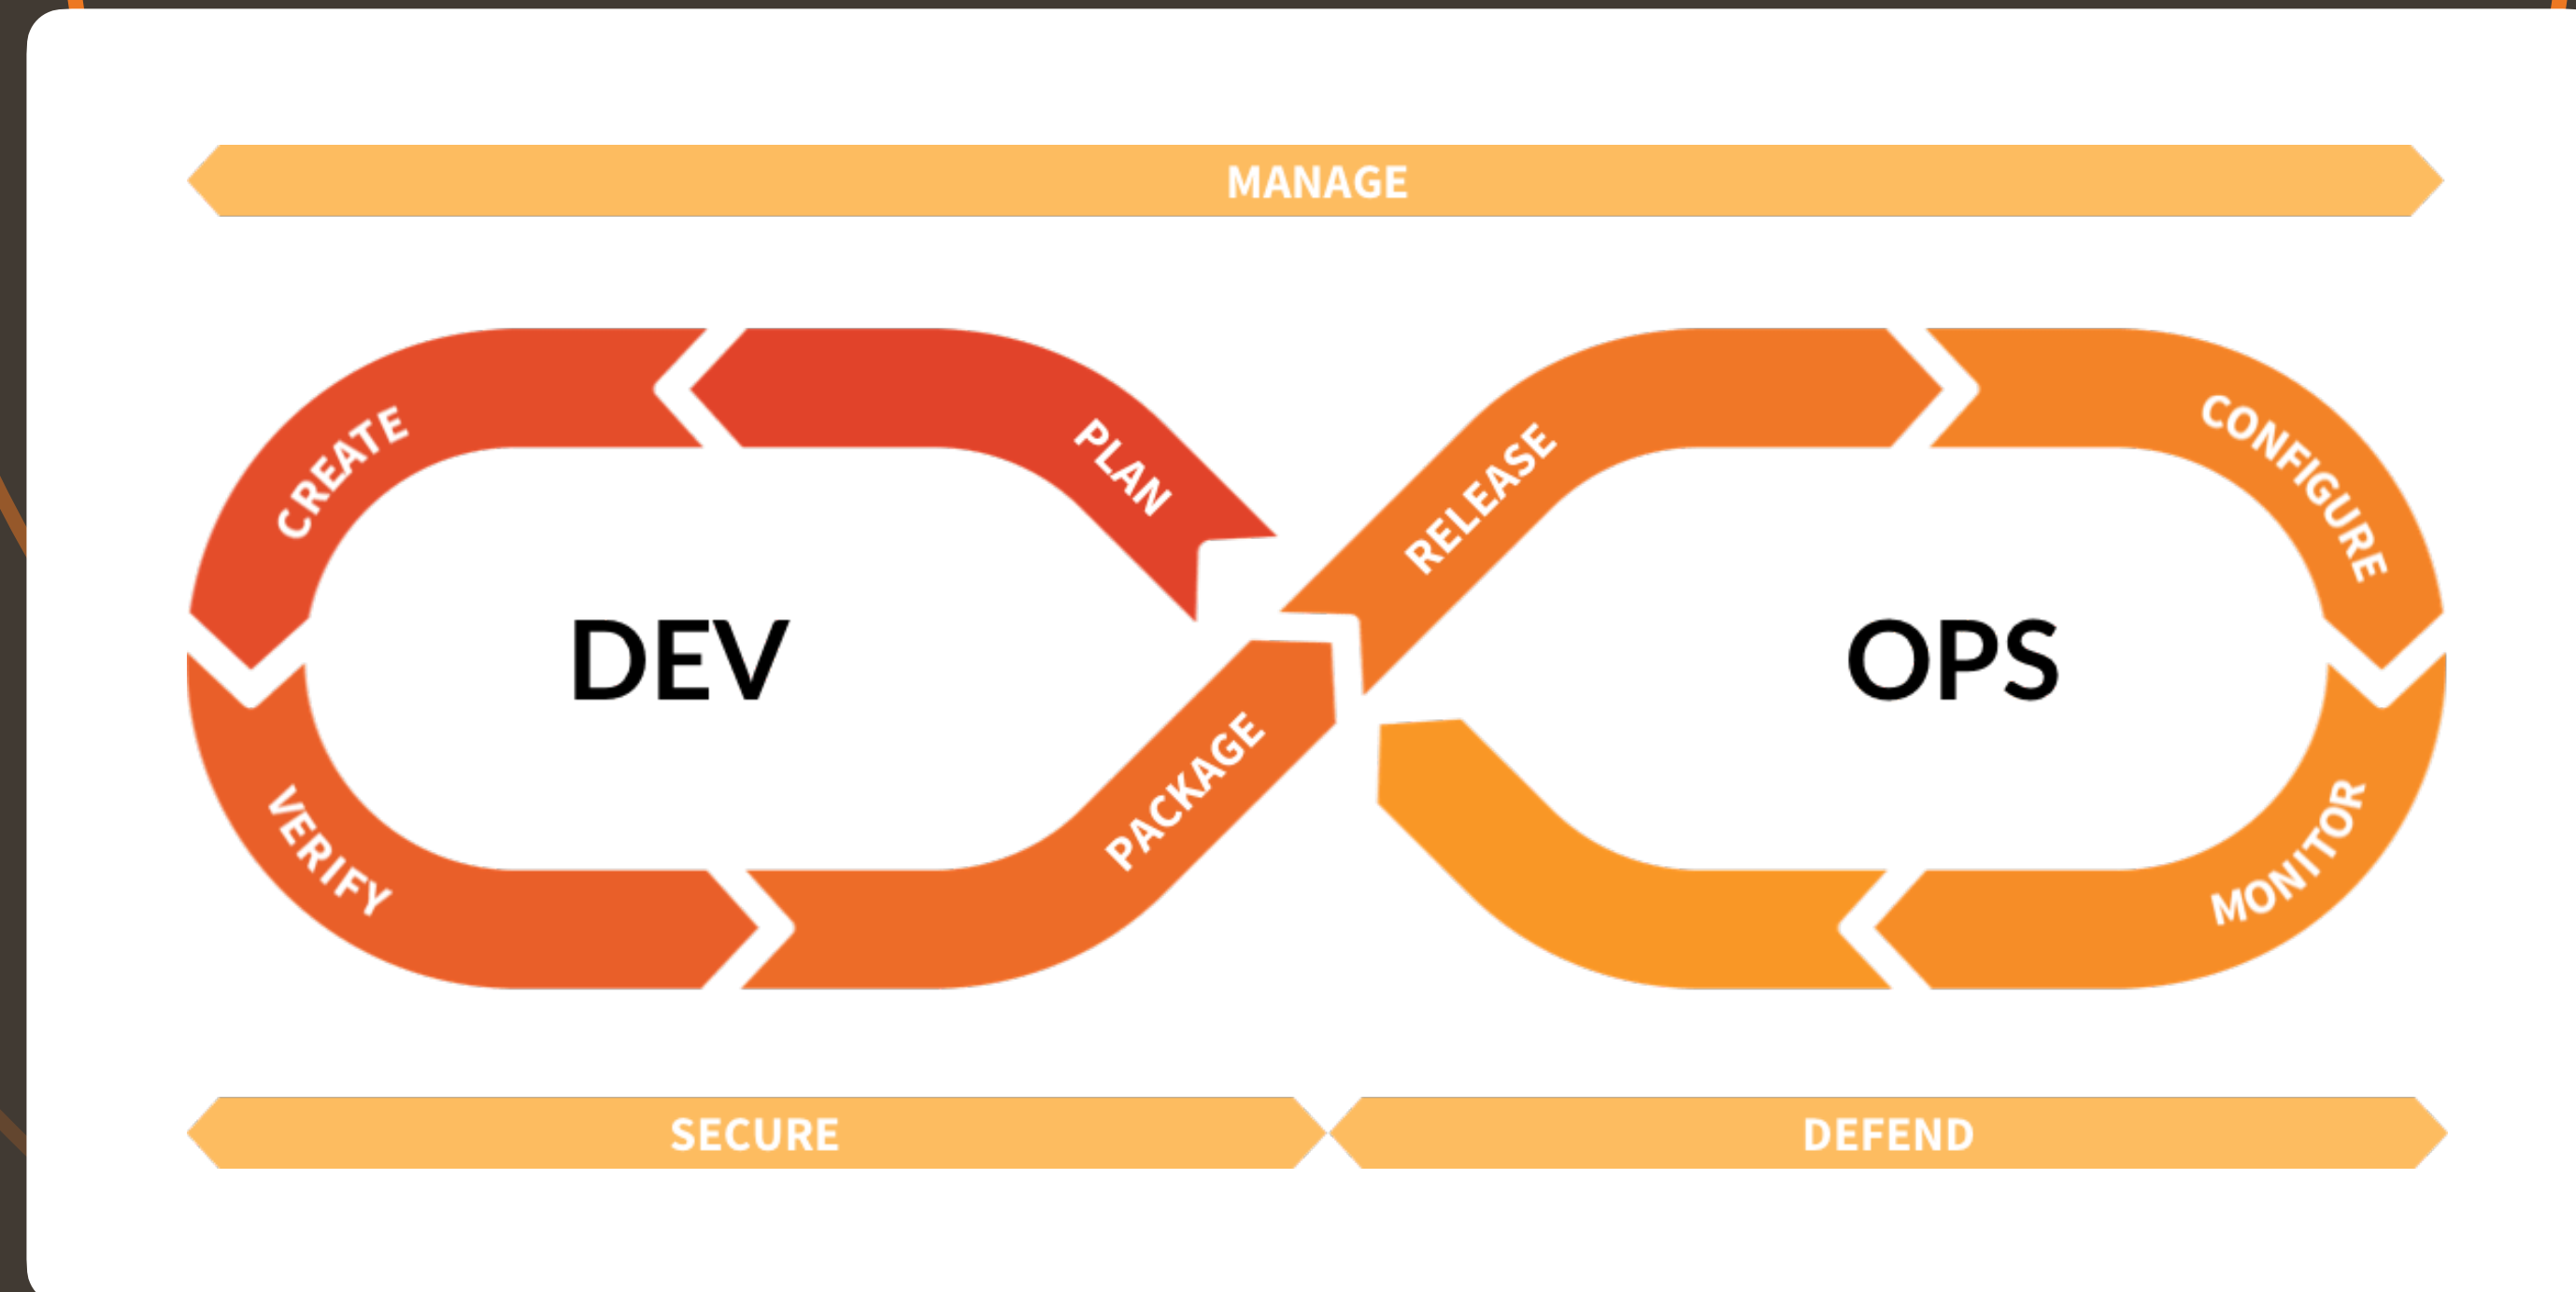 MANAGE
CREATE
PLAN
RELEASE
CONFIGURE
DEV
OPS
VERIFY
PACKAGE
MONITOR
SECURE
DEFEND